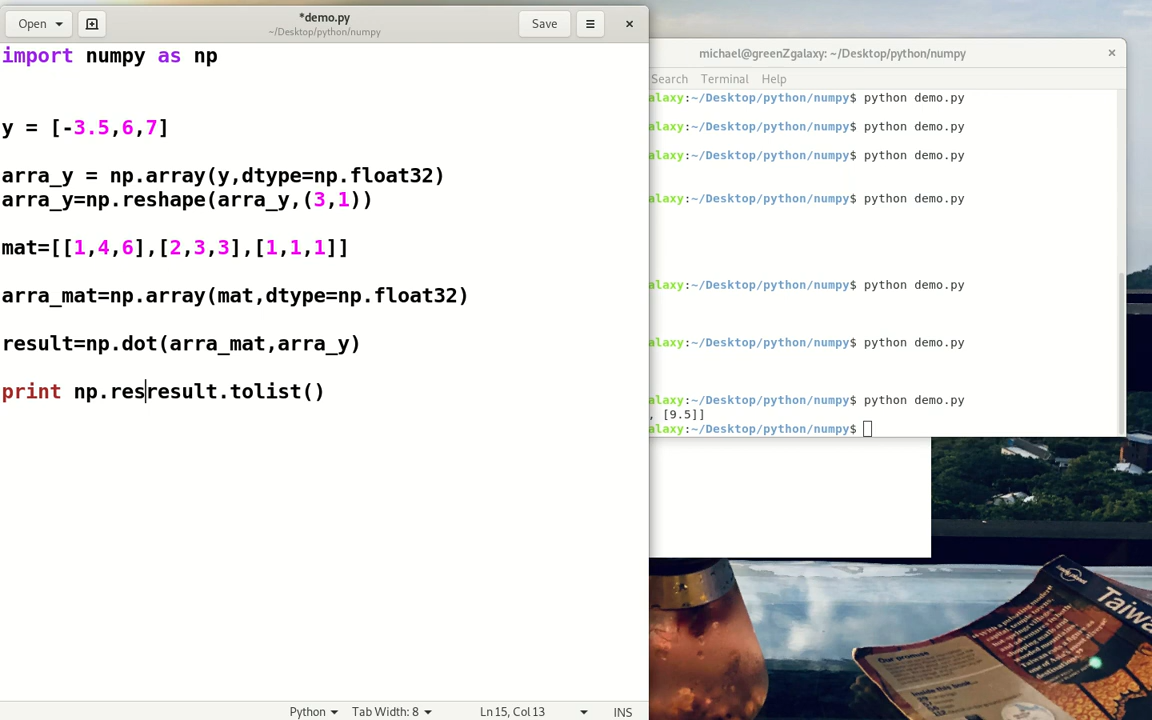 Open
*demo.py
~/Desktop/python/numpy
Save
import numpy as np
y = [-3.5,6,7]
arra_y = np.array(y,dtype=np.float32)
arra_y=np.reshape(arra_y,(3,1))
mat=[[1,4,6],[2,3,3],[1,1,1]]
arra_mat=np.array(mat,dtype=np.float32)
result=np.dot(arra_mat,arra_y)
print np.resresult.tolist()
Python
Tab Width: 8
Ln 15, Col 13
INS
michael@greenZgalaxy: ~/Desktop/python/numpy
Search Terminal Help
alaxy:~/Desktop/python/numpy$ python demo.py
alaxy:~/Desktop/python/numpy$ python demo.py
alaxy:~/Desktop/python/numpy$ python demo.py
alaxy:~/Desktop/python/numpy$ python demo.py
alaxy:~/Desktop/python/numpy$ python demo.py
alaxy:~/Desktop/python/numpy$ python demo.py
alaxy:~/Desktop/python/numpy$ python demo.py
, [9.5]]
alaxy:~/Desktop/python/numpy$
Taiwa
Our promise
Inside this book...